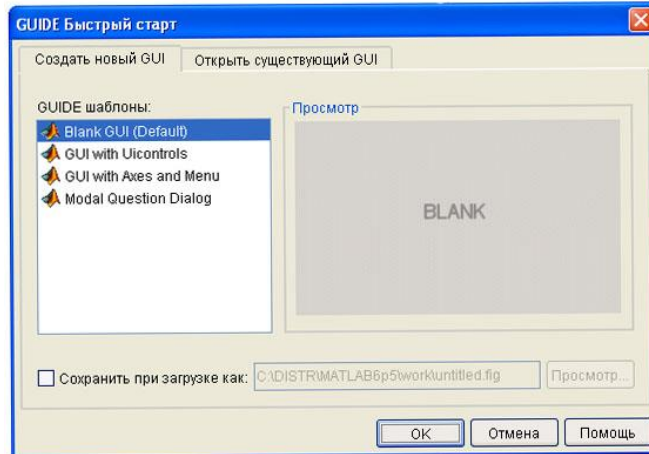 GUIDE Быстрый старт
Создать новый GUI
Открыть существующий GUI
GUIDE шаблоны:
Blank GUI (Default)
GUI with Uicontrols
GUI with Axes and Menu
Modal Question Dialog
Просмотр
BLANK
Сохранить при загрузке как:
C:\DISTR\MATLAB6p5\work\untitled.fig
Просмотр...
OK
Отмена
Помощь